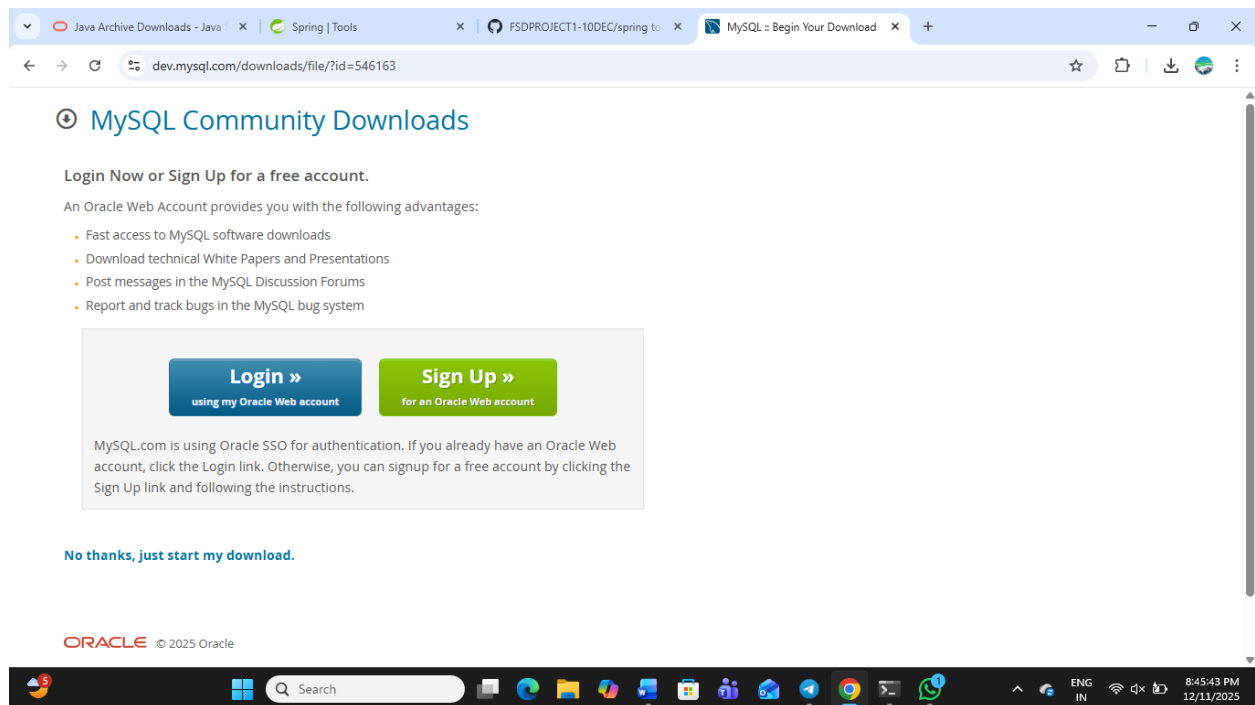 Java Archive Downloads - Java S
Spring | Tools
FSDPROJECT1-10DEC/spring to
MySQL :: Begin Your Download
dev.mysql.com/downloads/file/?id=546163
MySQL Community Downloads
Login Now or Sign Up for a free account.
An Oracle Web Account provides you with the following advantages:
Fast access to MySQL software downloads
Download technical White Papers and Presentations
Post messages in the MySQL Discussion Forums
Report and track bugs in the MySQL bug system
Login »
using my Oracle Web account
Sign Up »
for an Oracle Web account
MySQL.com is using Oracle SSO for authentication. If you already have an Oracle Web
account, click the Login link. Otherwise, you can signup for a free account by clicking the
Sign Up link and following the instructions.
No thanks, just start my download.
ORACLE © 2025 Oracle
5
Search
1
ENG
IN
8:45:43 PM
12/11/2025